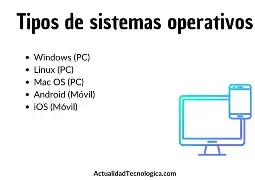 Tipos de sistemas operativos
Windows (PC)
Linux (PC)
Mac OS (PC)
Android (Móvil)
iOS (Móvil)
ActualidadTecnologica.com